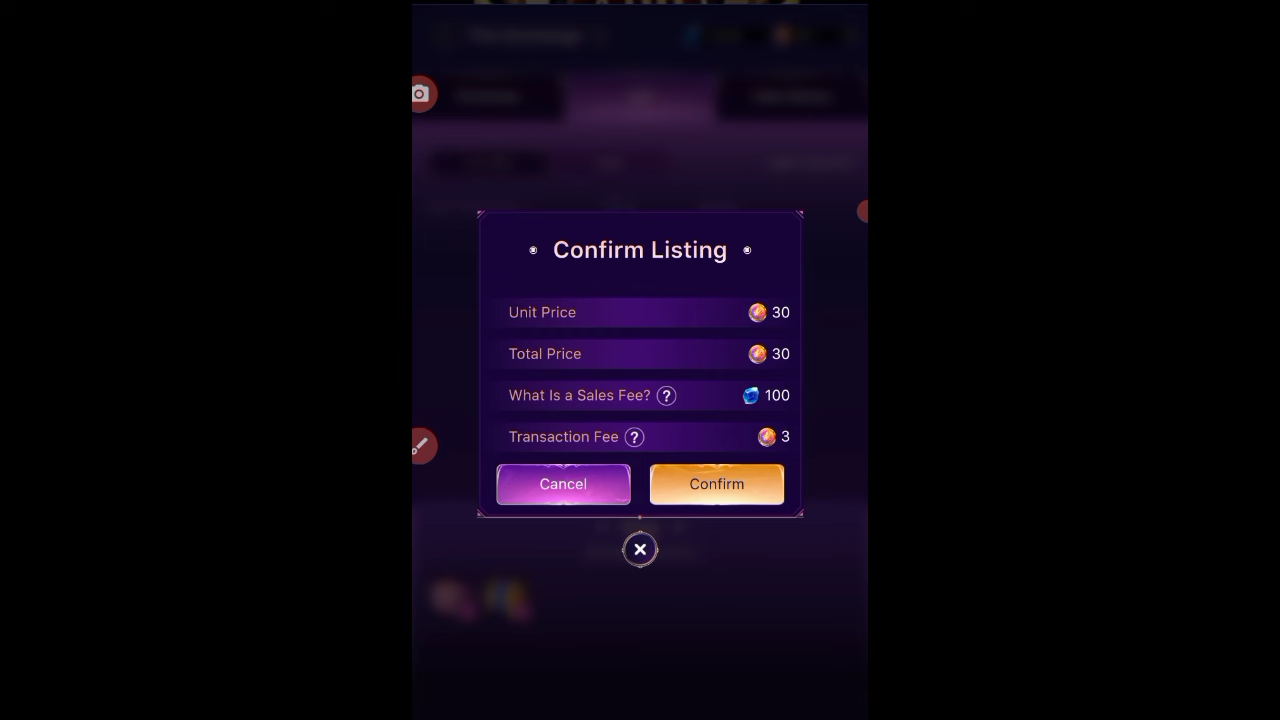 Confirm Listing
Unit Price 30
Total Price 30
What Is a Sales Fee? ? 100
Transaction Fee ? 3
Cancel Confirm